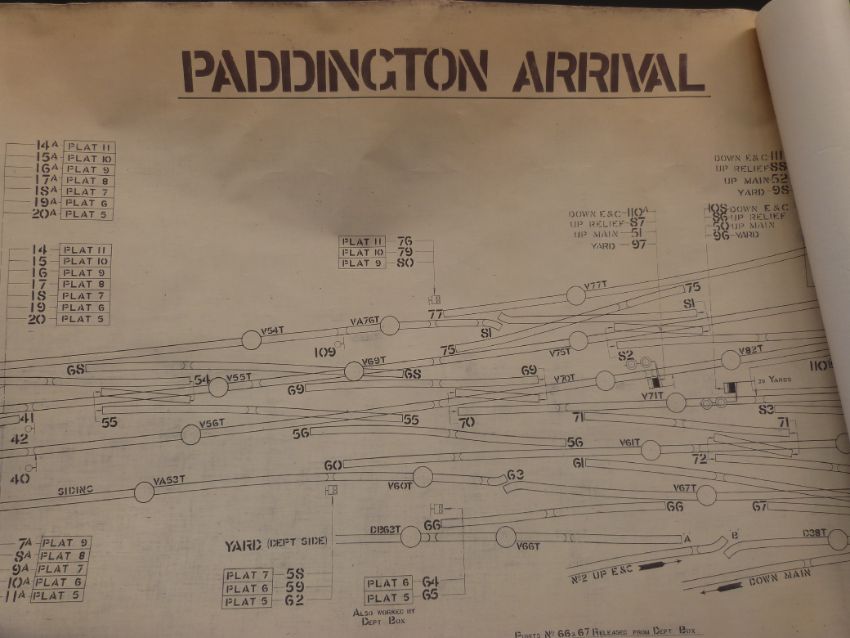 PADDINGTON ARRIVAL
14A PLAT 11
15A PLAT 10
16A PLAT 9
17A PLAT 8
18A PLAT 7
19A PLAT 6
20A PLAT 5
14 PLAT 11
15 PLAT 10
16 PLAT 9
17 PLAT 8
18 PLAT 7
19 PLAT 6
20 PLAT 5
PLAT 11 76
PLAT 10 79
PLAT 9 80
DOWN E&C 110A
UP RELIEF 87
UP MAIN 51
YARD 97
DOWN E&C 111
UP RELIEF 88
UP MAIN 52
YARD 98
108 DOWN E&C
86 UP RELIEF
50 UP MAIN
96 YARD
V77T
75
77
81
V54T
VA76T
81
109
75
V75T
82
V82T
110
68
V69T
68
69
54
V55T
69
V70T
V71T
20 YARDS
83
41
42
55
V56T
55
70
71
71
56
56
V61T
72
40
60
61
SIDING
VA53T
V60T
63
V67T
66
67
66
DB63T
V66T
A
B
D38T
YARD (DEPT SIDE)
Nº2 UP E&C
DOWN MAIN
7A PLAT 9
8A PLAT 8
9A PLAT 7
10A PLAT 6
11A PLAT 5
PLAT 7 58
PLAT 6 59
PLAT 5 62
PLAT 6 64
PLAT 5 65
ALSO WORKED BY
DEPT BOX
POINTS Nº 66 & 67 RELEASED FROM DEPT BOX